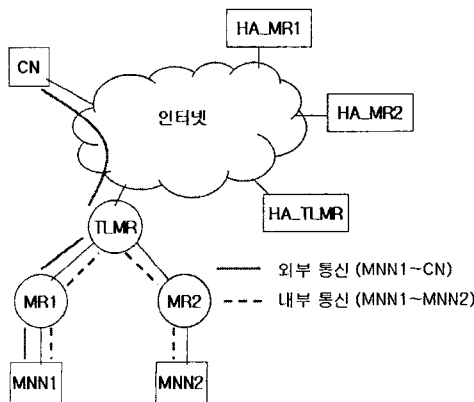 HA_MR1
CN
인터넷
HA_MR2
HA_TLMR
TLMR
외부 통신 (MNN1~CN)
MR1
MR2
내부 통신 (MNN1~MNN2)
MNN1
MNN2